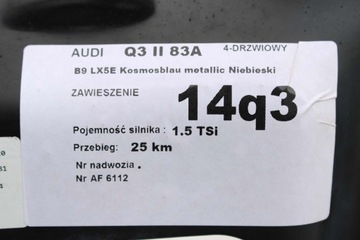 AUDI Q3 II 83A 4-DRZWIOWY
B9 LX5E Kosmosblau metallic Niebieski
ZAWIESZENIE
14q3
Pojemność silnika : 1.5 TSi
Przebieg: 25 km
Nr nadwozia .
Nr AF 6112